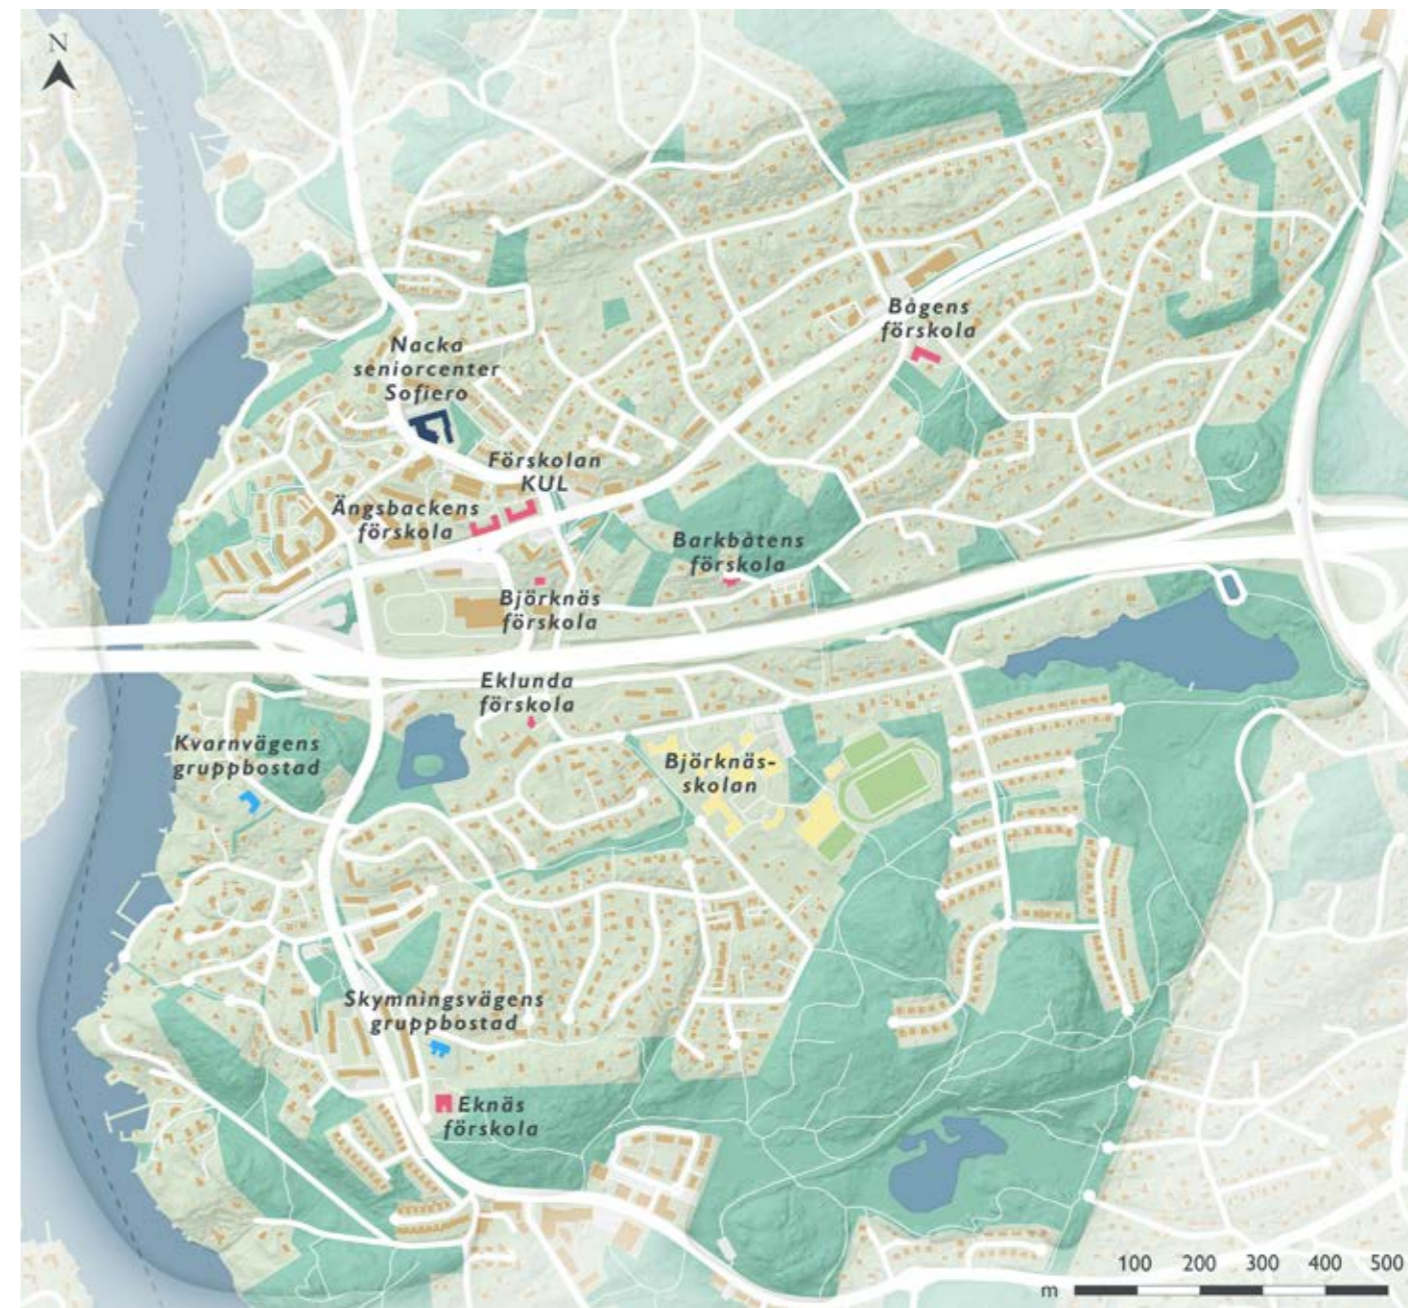 N
Bågens
förskola
Nacka
seniorcenter
Sofiero
Förskolan
KUL
Ängsbackens
förskola
Barkbåtens
förskola
Björknäs
förskola
Eklunda
förskola
Kvarnvägens
gruppbostad
Björknäs-
skolan
Skymningsvägens
gruppbostad
Eknäs
förskola
100 200 300 400 500
m